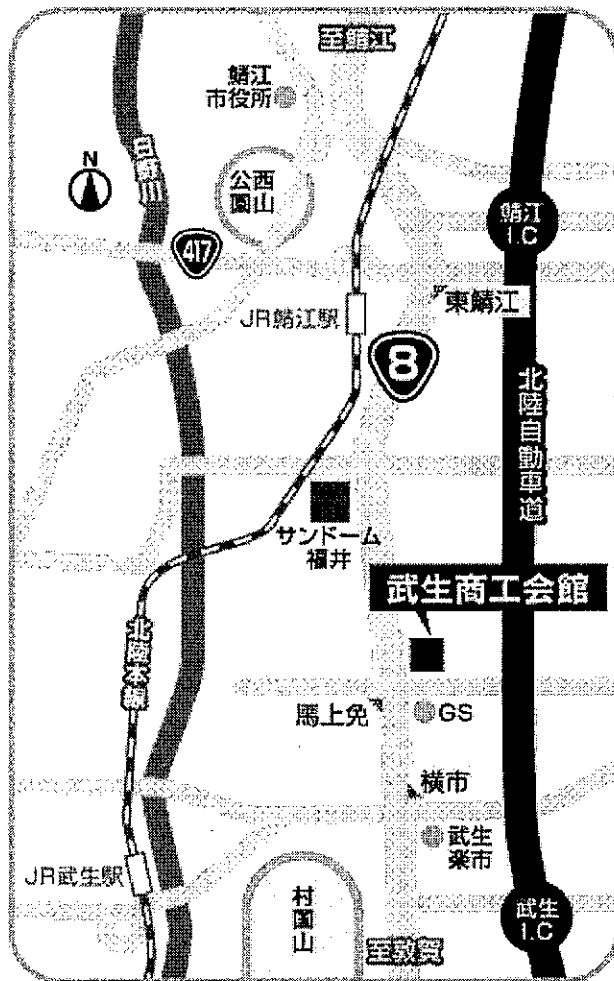 至鯖江
鯖江
市役所
N
日野川
西山
公園
鯖江
I.C
417
東鯖江
JR鯖江駅
8
北陸自動車道
サンドーム
福井
武生商工会館
北陸本線
馬上免
GS
横市
武生
楽市
JR武生駅
村国山
武生
I.C
至敦賀